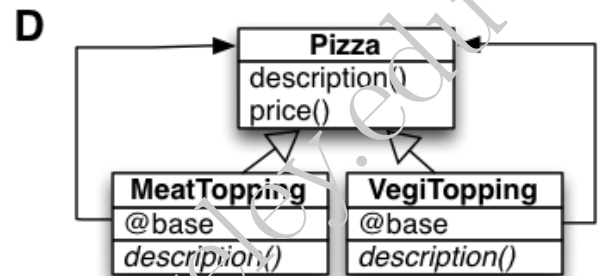 D
Pizza
description()
price()
MeatTopping
@base
description()
VegiTopping
@base
description()